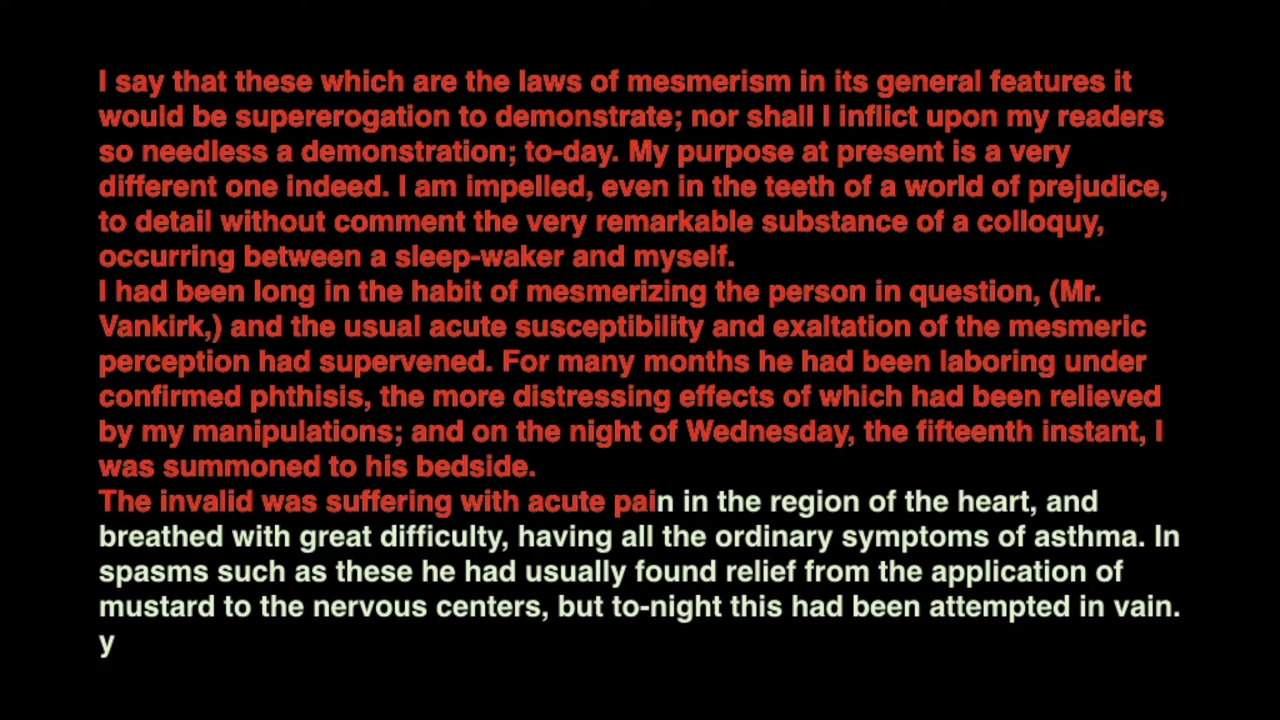 I say that these which are the laws of mesmerism in its general features it
would be supererogation to demonstrate; nor shall I inflict upon my readers
so needless a demonstration; to-day. My purpose at present is a very
different one indeed. I am impelled, even in the teeth of a world of prejudice,
to detail without comment the very remarkable substance of a colloquy,
occurring between a sleep-waker and myself.
I had been long in the habit of mesmerizing the person in question, (Mr.
Vankirk,) and the usual acute susceptibility and exaltation of the mesmeric
perception had supervened. For many months he had been laboring under
confirmed phthisis, the more distressing effects of which had been relieved
by my manipulations; and on the night of Wednesday, the fifteenth instant, I
was summoned to his bedside.
The invalid was suffering with acute pain in the region of the heart, and
breathed with great difficulty, having all the ordinary symptoms of asthma. In
spasms such as these he had usually found relief from the application of
mustard to the nervous centers, but to-night this had been attempted in vain.
y